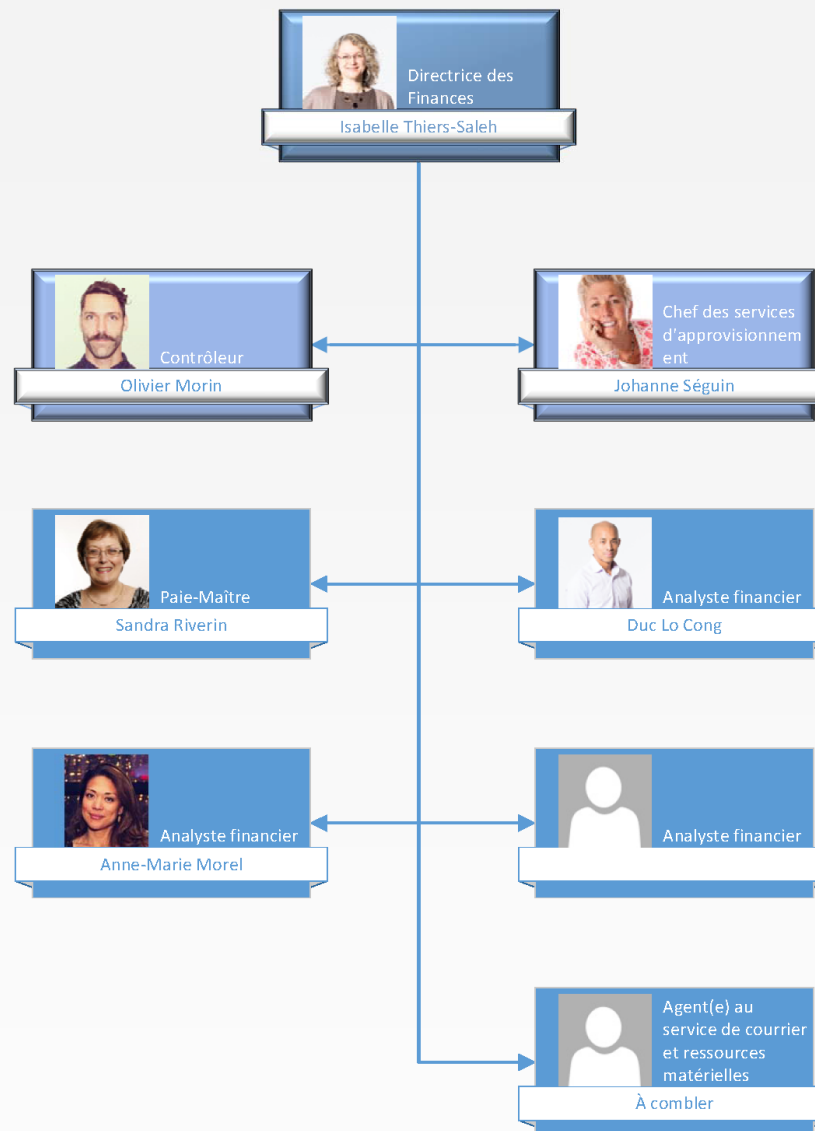 Directrice des
Finances
Isabelle Thiers-Saleh
Contrôleur
Olivier Morin
Chef des services
d'approvisionnem
ent
Johanne Séguin
Paie-Maître
Sandra Riverin
Analyste financier
Duc Lo Cong
Analyste financier
Anne-Marie Morel
Analyste financier
Agent(e) au
service de courrier
et ressources
matérielles
À combler